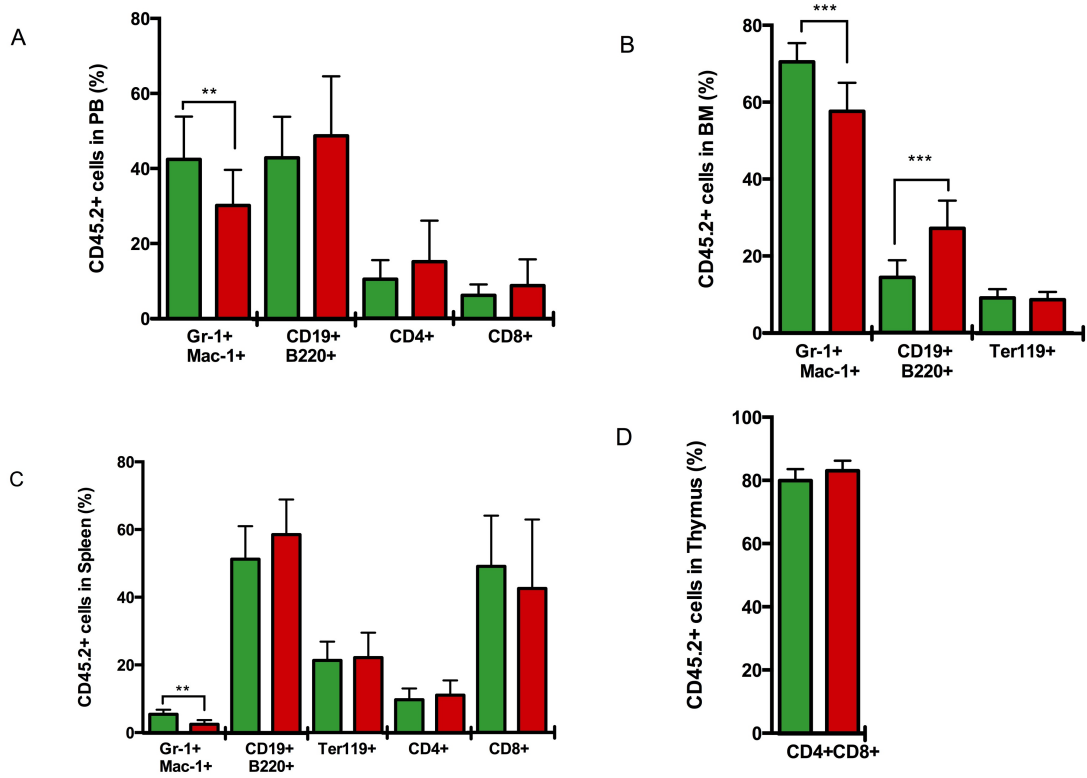 A
CD45.2+ cells in PB (%)
80
60
40
20
0
**
Gr-1+ CD19+ CD4+ CD8+
Mac-1+ B220+
B
CD45.2+ cells in BM (%)
80
60
40
20
0
***
***
Gr-1+ CD19+ Ter119+
Mac-1+ B220+
C
CD45.2+ cells in Spleen (%)
80
60
40
20
0
**
Gr-1+ CD19+ Ter119+ CD4+ CD8+
Mac-1+ B220+
D
CD45.2+ cells in Thymus (%)
100
80
60
40
20
0
CD4+CD8+